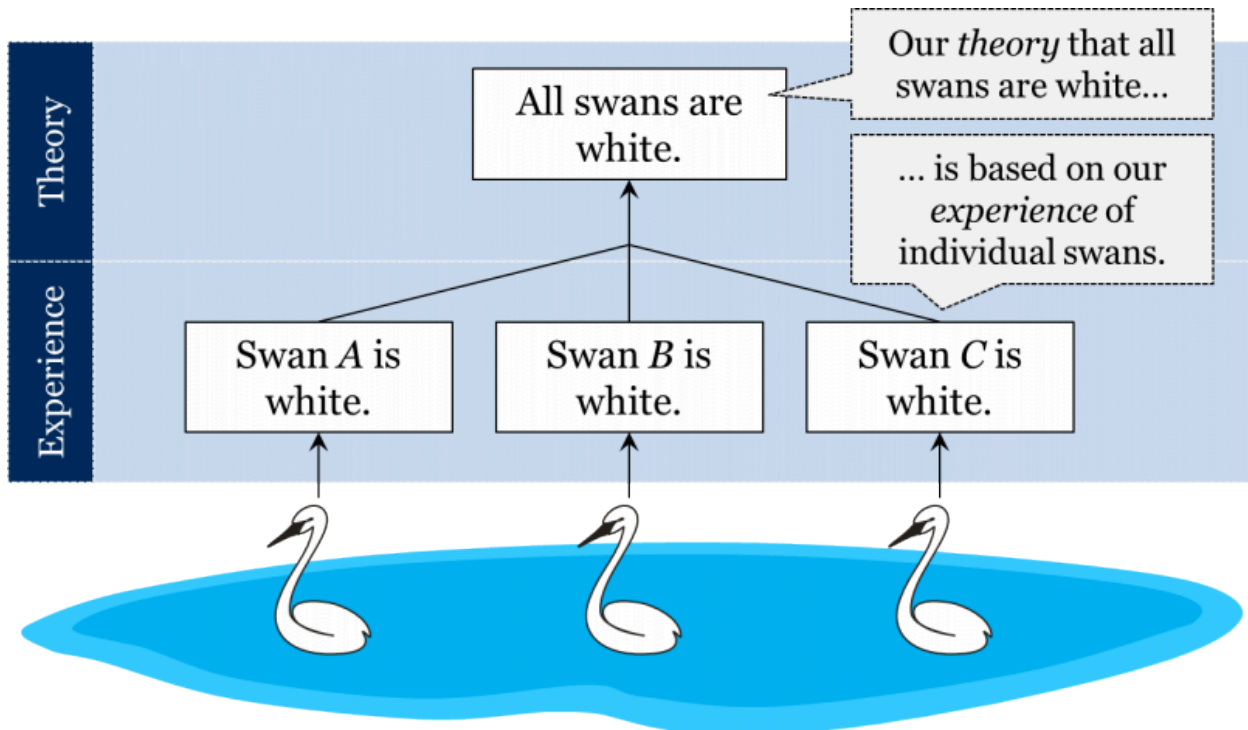 Theory
All swans are
white.
Our theory that all
swans are white...
... is based on our
experience of
individual swans.
Experience
Swan A is
white.
Swan B is
white.
Swan C is
white.